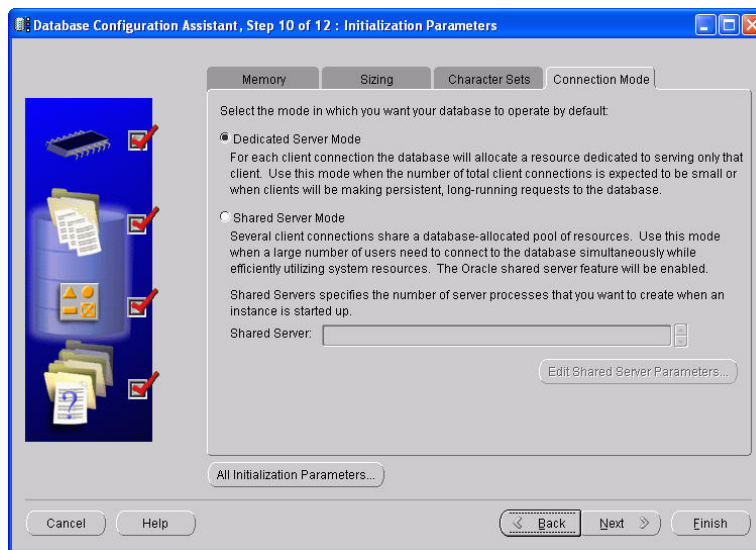 Database Configuration Assistant, Step 10 of 12 : Initialization Parameters
Memory Sizing Character Sets Connection Mode
Select the mode in which you want your database to operate by default:
Dedicated Server Mode
For each client connection the database will allocate a resource dedicated to serving only that
client. Use this mode when the number of total client connections is expected to be small or
when clients will be making persistent, long-running requests to the database.
Shared Server Mode
Several client connections share a database-allocated pool of resources. Use this mode
when a large number of users need to connect to the database simultaneously while
efficiently utilizing system resources. The Oracle shared server feature will be enabled.
Shared Servers specifies the number of server processes that you want to create when an
instance is started up.
Shared Server:
Edit Shared Server Parameters...
?
All Initialization Parameters...
Cancel Help Back Next Finish